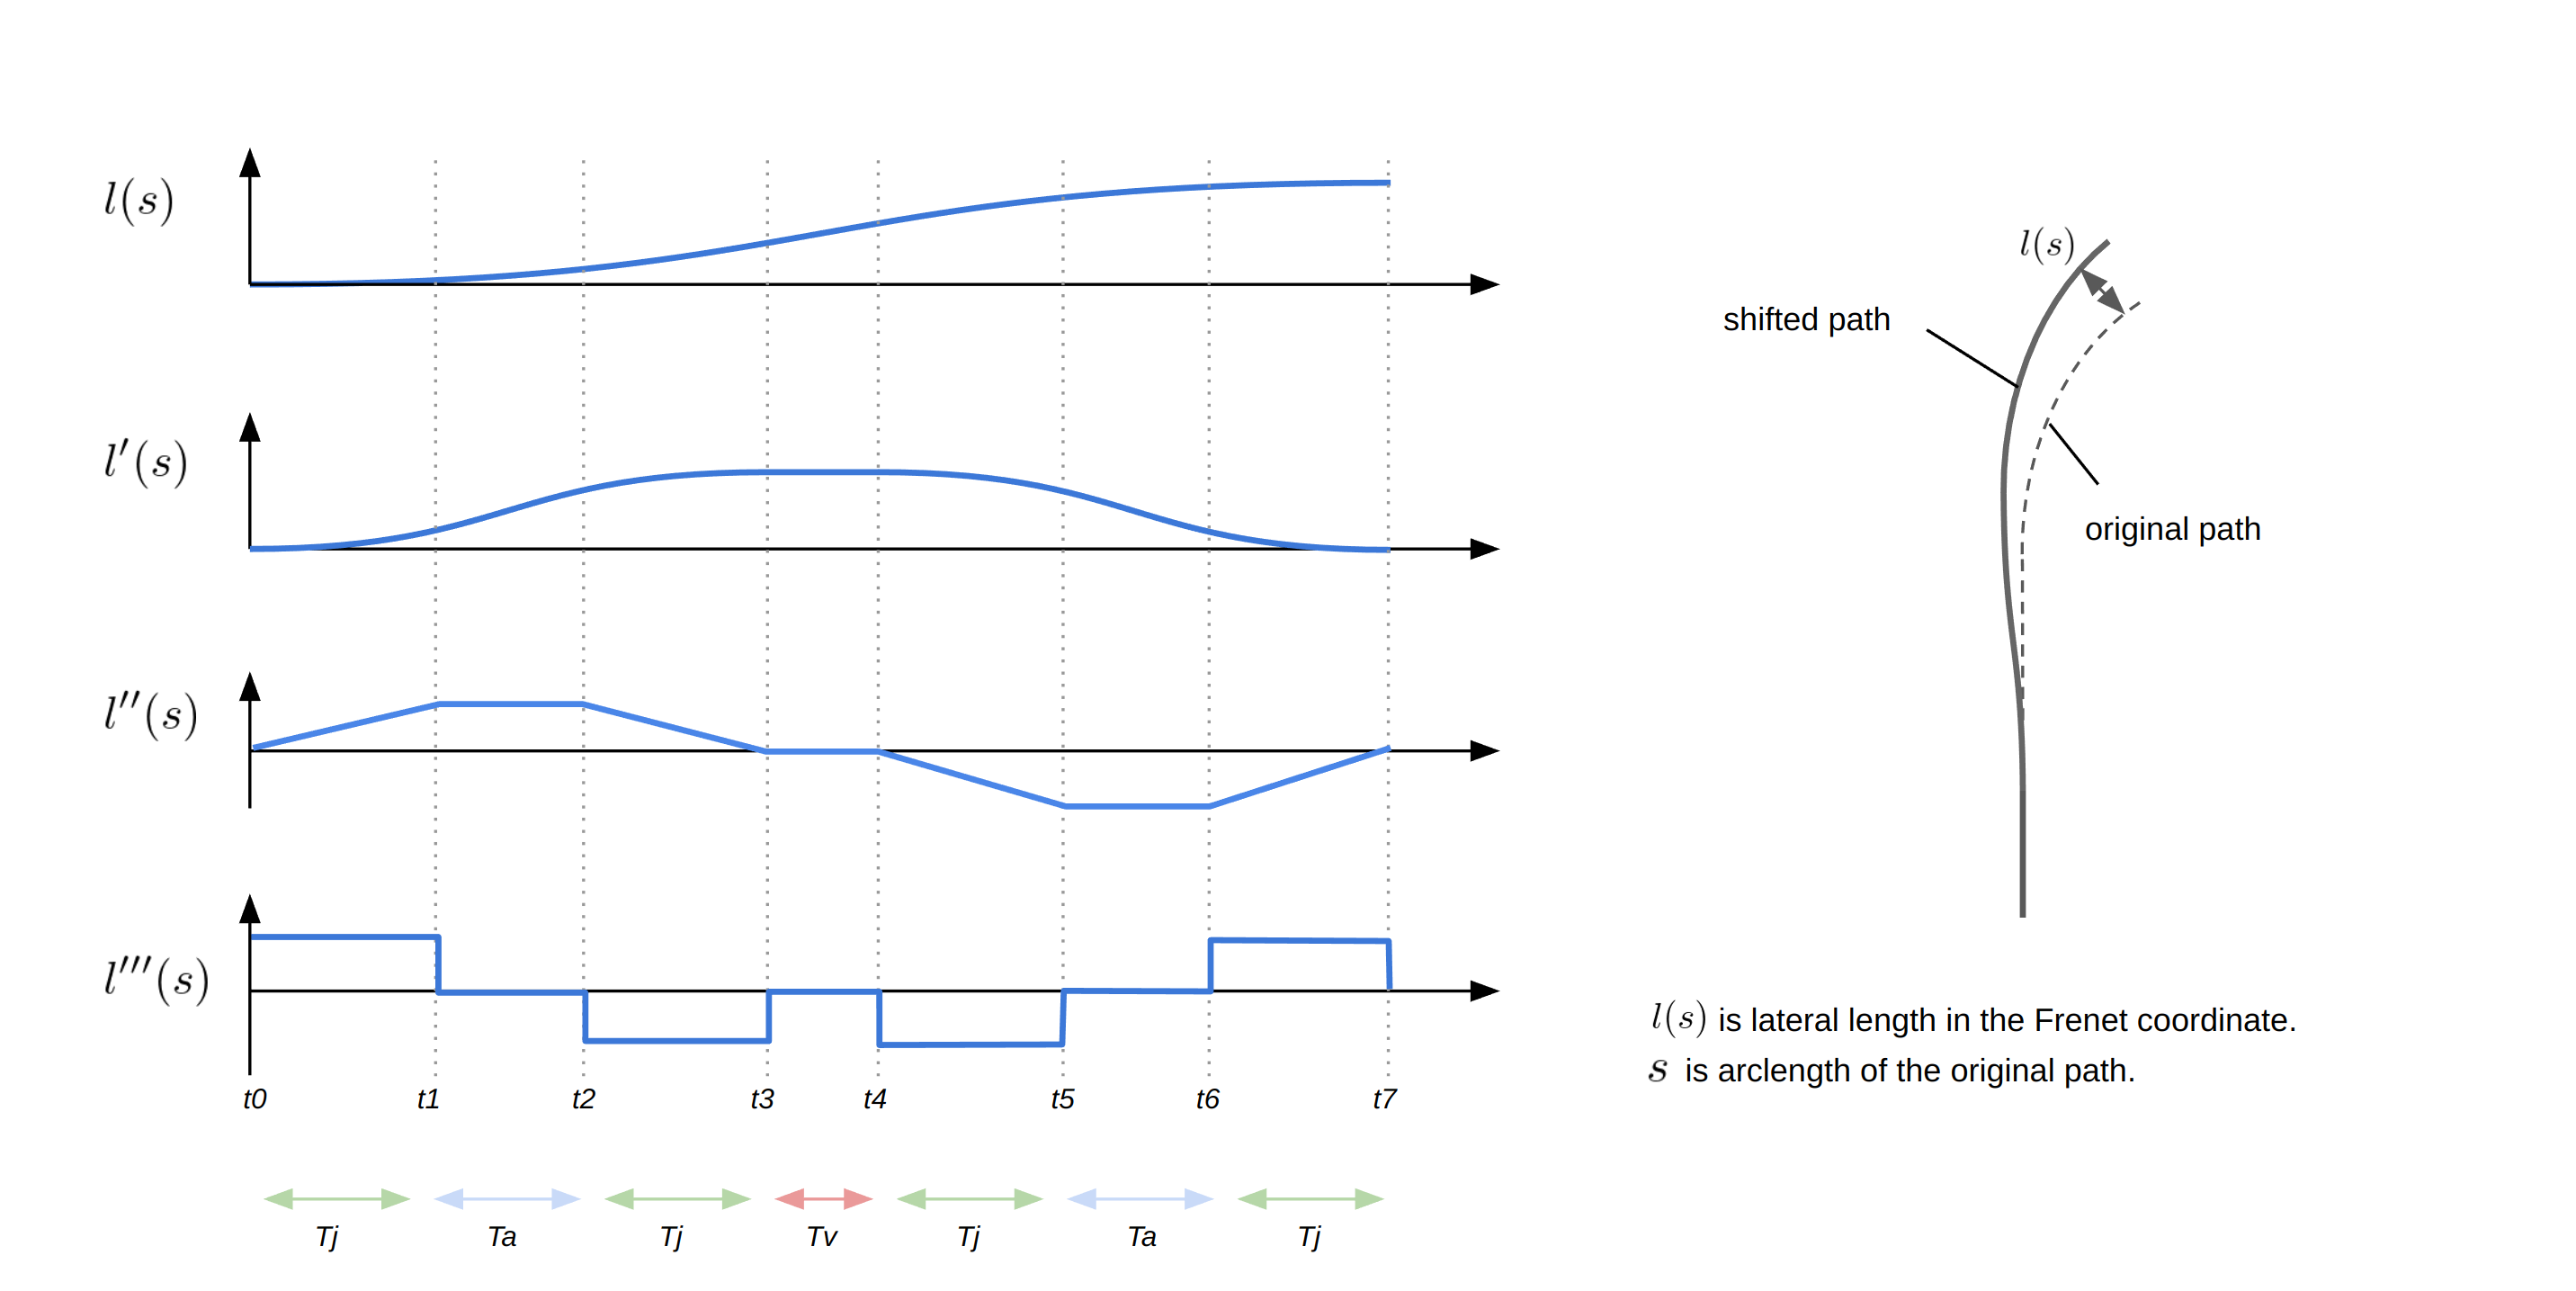 l(s)
l′(s)
l″(s)
l‴(s)
t0 t1 t2 t3 t4 t5 t6 t7
Tj Ta Tj Tv Tj Ta Tj
l(s)
shifted path
original path
l(s) is lateral length in the Frenet coordinate.
s is arclength of the original path.